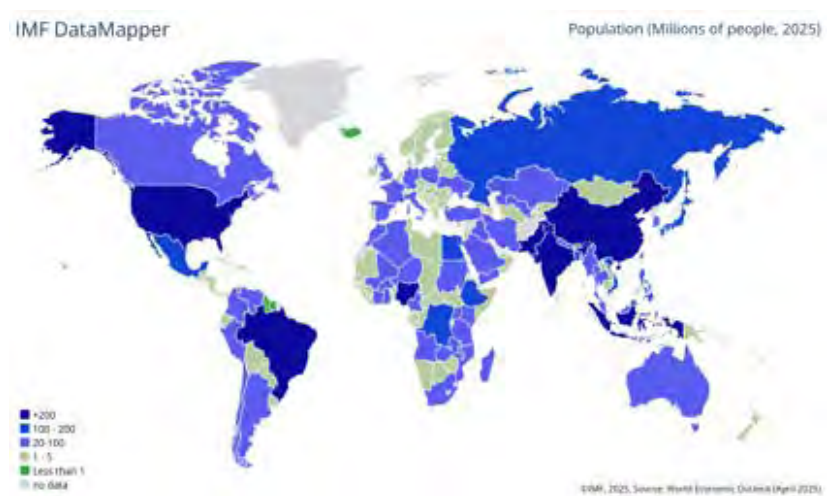 IMF DataMapper
Population (Millions of people, 2025)
>200
100 - 200
20-100
1 - 5
Less than 1
no data
©IMF, 2025, Source: World Economic Outlook (April 2025)